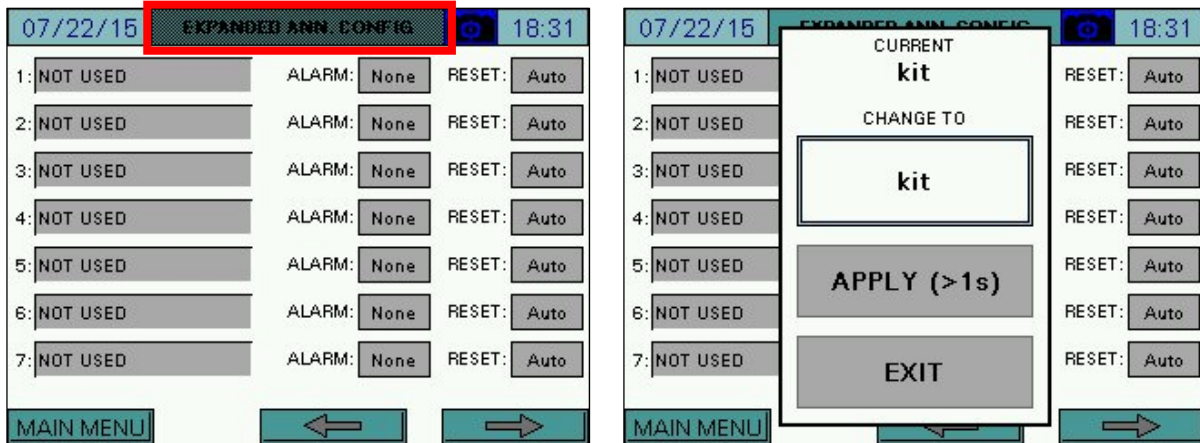 07/22/15 EXPANDED ANN. CONFIG 18:31
1: NOT USED ALARM: None RESET: Auto
2: NOT USED ALARM: None RESET: Auto
3: NOT USED ALARM: None RESET: Auto
4: NOT USED ALARM: None RESET: Auto
5: NOT USED ALARM: None RESET: Auto
6: NOT USED ALARM: None RESET: Auto
7: NOT USED ALARM: None RESET: Auto
MAIN MENU
07/22/15 EXPANDED ANN. CONFIG 18:31
1: NOT USED RESET: Auto
2: NOT USED RESET: Auto
3: NOT USED RESET: Auto
4: NOT USED RESET: Auto
5: NOT USED RESET: Auto
6: NOT USED RESET: Auto
7: NOT USED RESET: Auto
MAIN MENU
CURRENT
kit
CHANGE TO
kit
APPLY (>1s)
EXIT